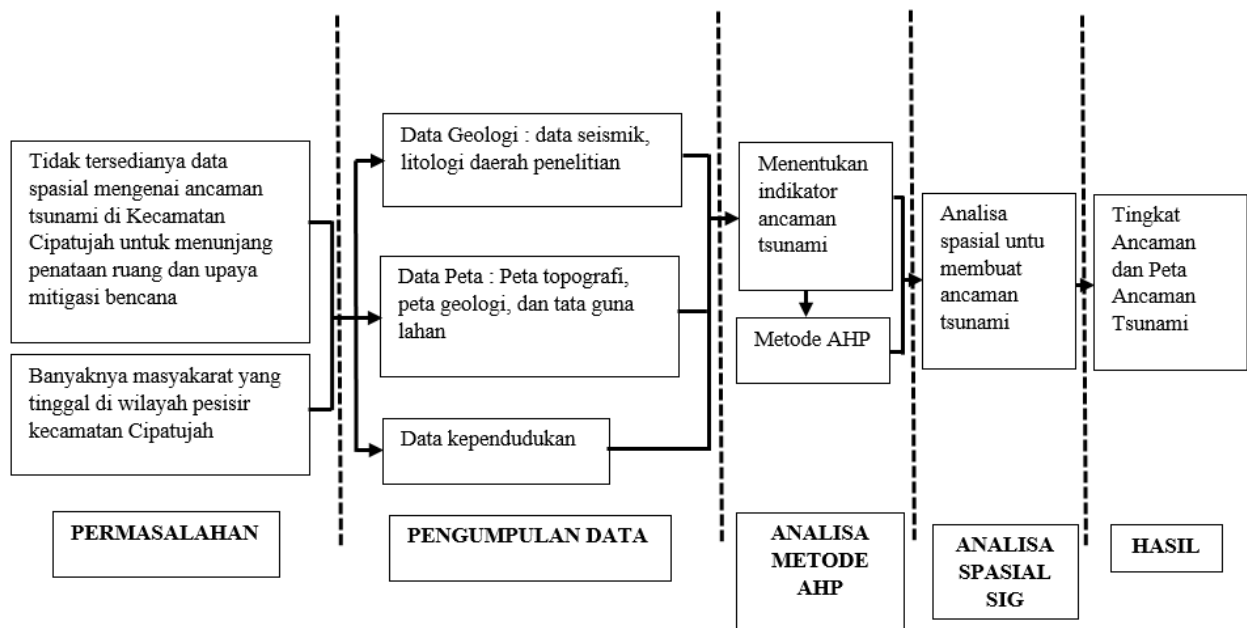 Tidak tersedianya data
spasial mengenai ancaman
tsunami di Kecamatan
Cipatujah untuk menunjang
penataan ruang dan upaya
mitigasi bencana
Banyaknya masyakarat yang
tinggal di wilayah pesisir
kecamatan Cipatujah
PERMASALAHAN
Data Geologi : data seismik,
litologi daerah penelitian
Data Peta : Peta topografi,
peta geologi, dan tata guna
lahan
Data kependudukan
PENGUMPULAN DATA
Menentukan
indikator
ancaman
tsunami
Metode AHP
ANALISA
METODE
AHP
Analisa
spasial untu
membuat
ancaman
tsunami
ANALISA
SPASIAL
SIG
Tingkat
Ancaman
dan Peta
Ancaman
Tsunami
HASIL